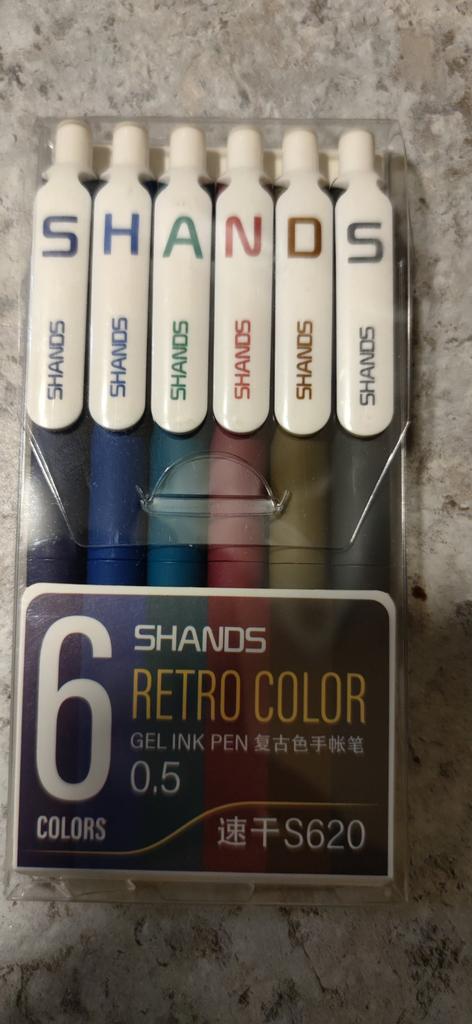 S H A N D S
SHANDS SHANDS SHANDS SHANDS SHANDS SHANDS
6
COLORS
SHANDS
RETRO COLOR
GEL INK PEN 复古色手帐笔
0.5
速干S620